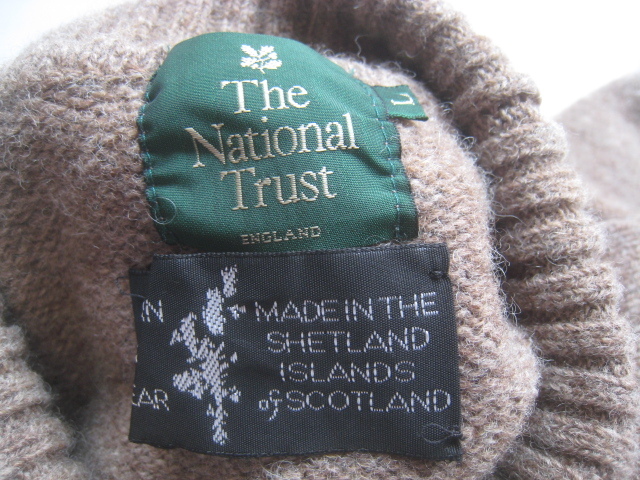 The
National
Trust
ENGLAND
L
MADE IN THE
SHETLAND
ISLANDS
of SCOTLAND